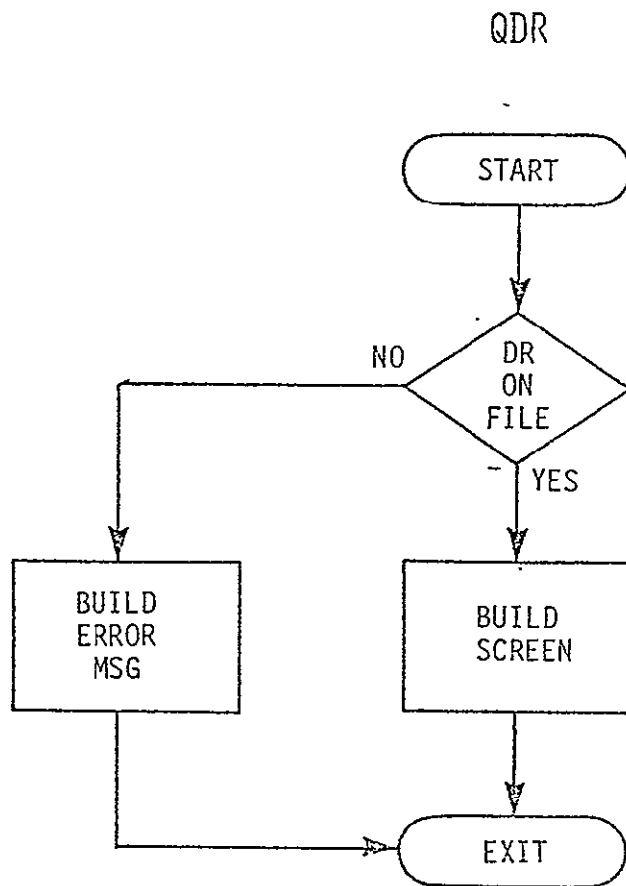 QDR
START
DR
ON
FILE
NO
YES
BUILD
ERROR
MSG
BUILD
SCREEN
EXIT